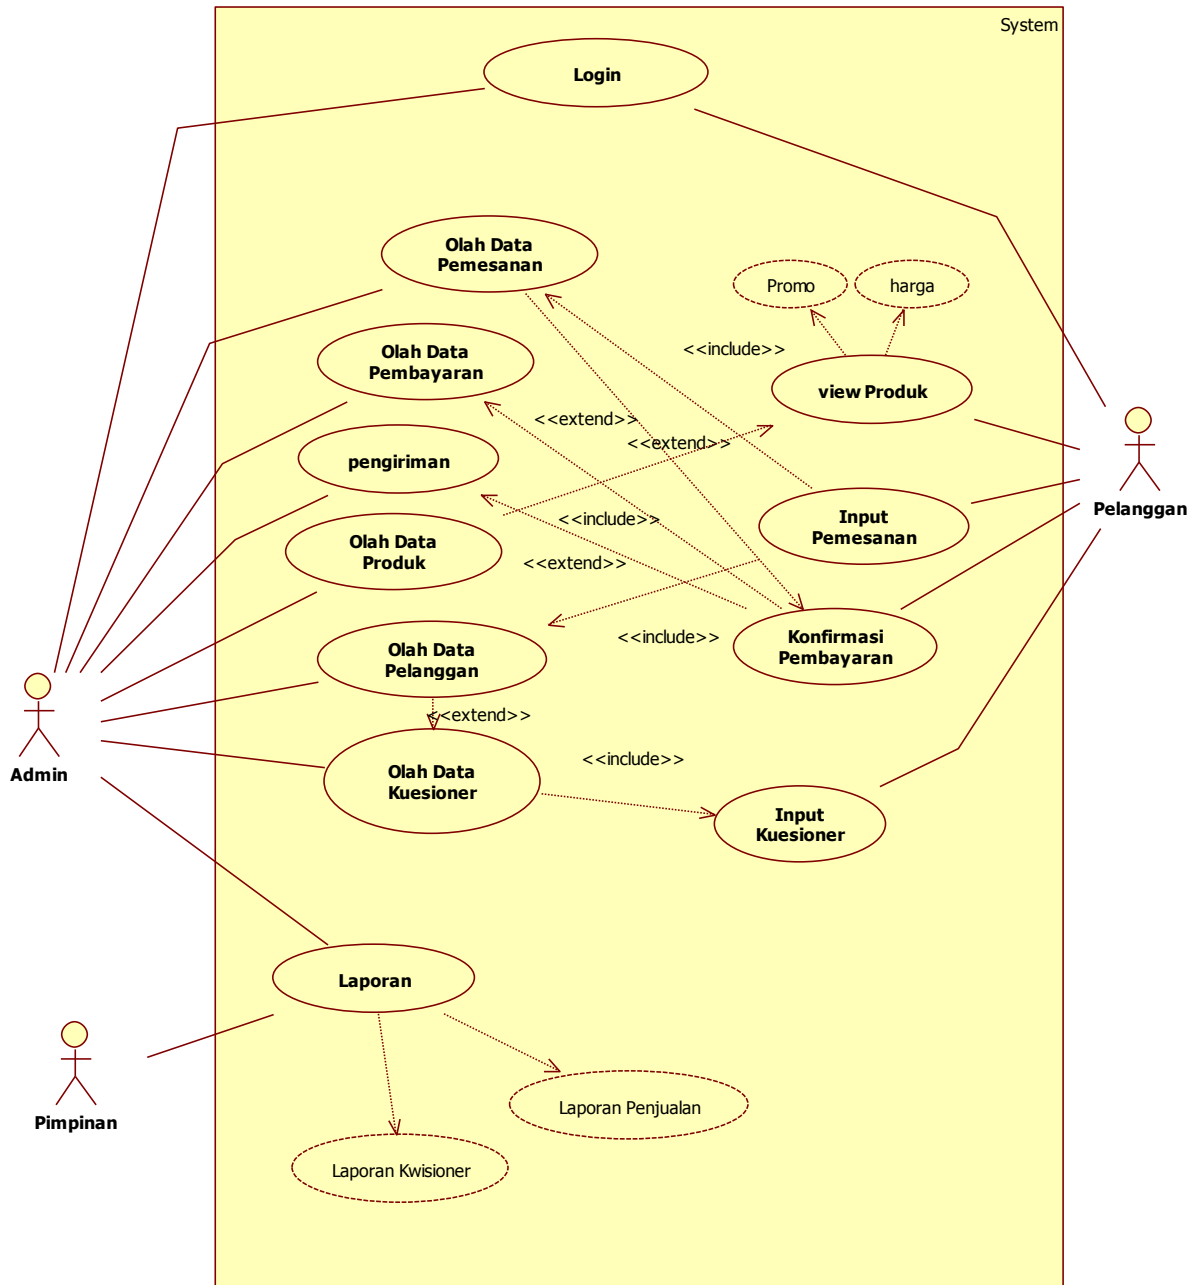 System
Login
Olah Data
Pemesanan
Promo
harga
Olah Data
Pembayaran
<<include>>
view Produk
<<extend>>
<<extend>>
pengiriman
Pelanggan
<<include>>
Input
Pemesanan
Olah Data
Produk
<<extend>>
<<include>>
Konfirmasi
Pembayaran
Olah Data
Pelanggan
<<extend>>
Admin
Olah Data
Kuesioner
<<include>>
Input
Kuesioner
Laporan
Pimpinan
Laporan Penjualan
Laporan Kwisioner